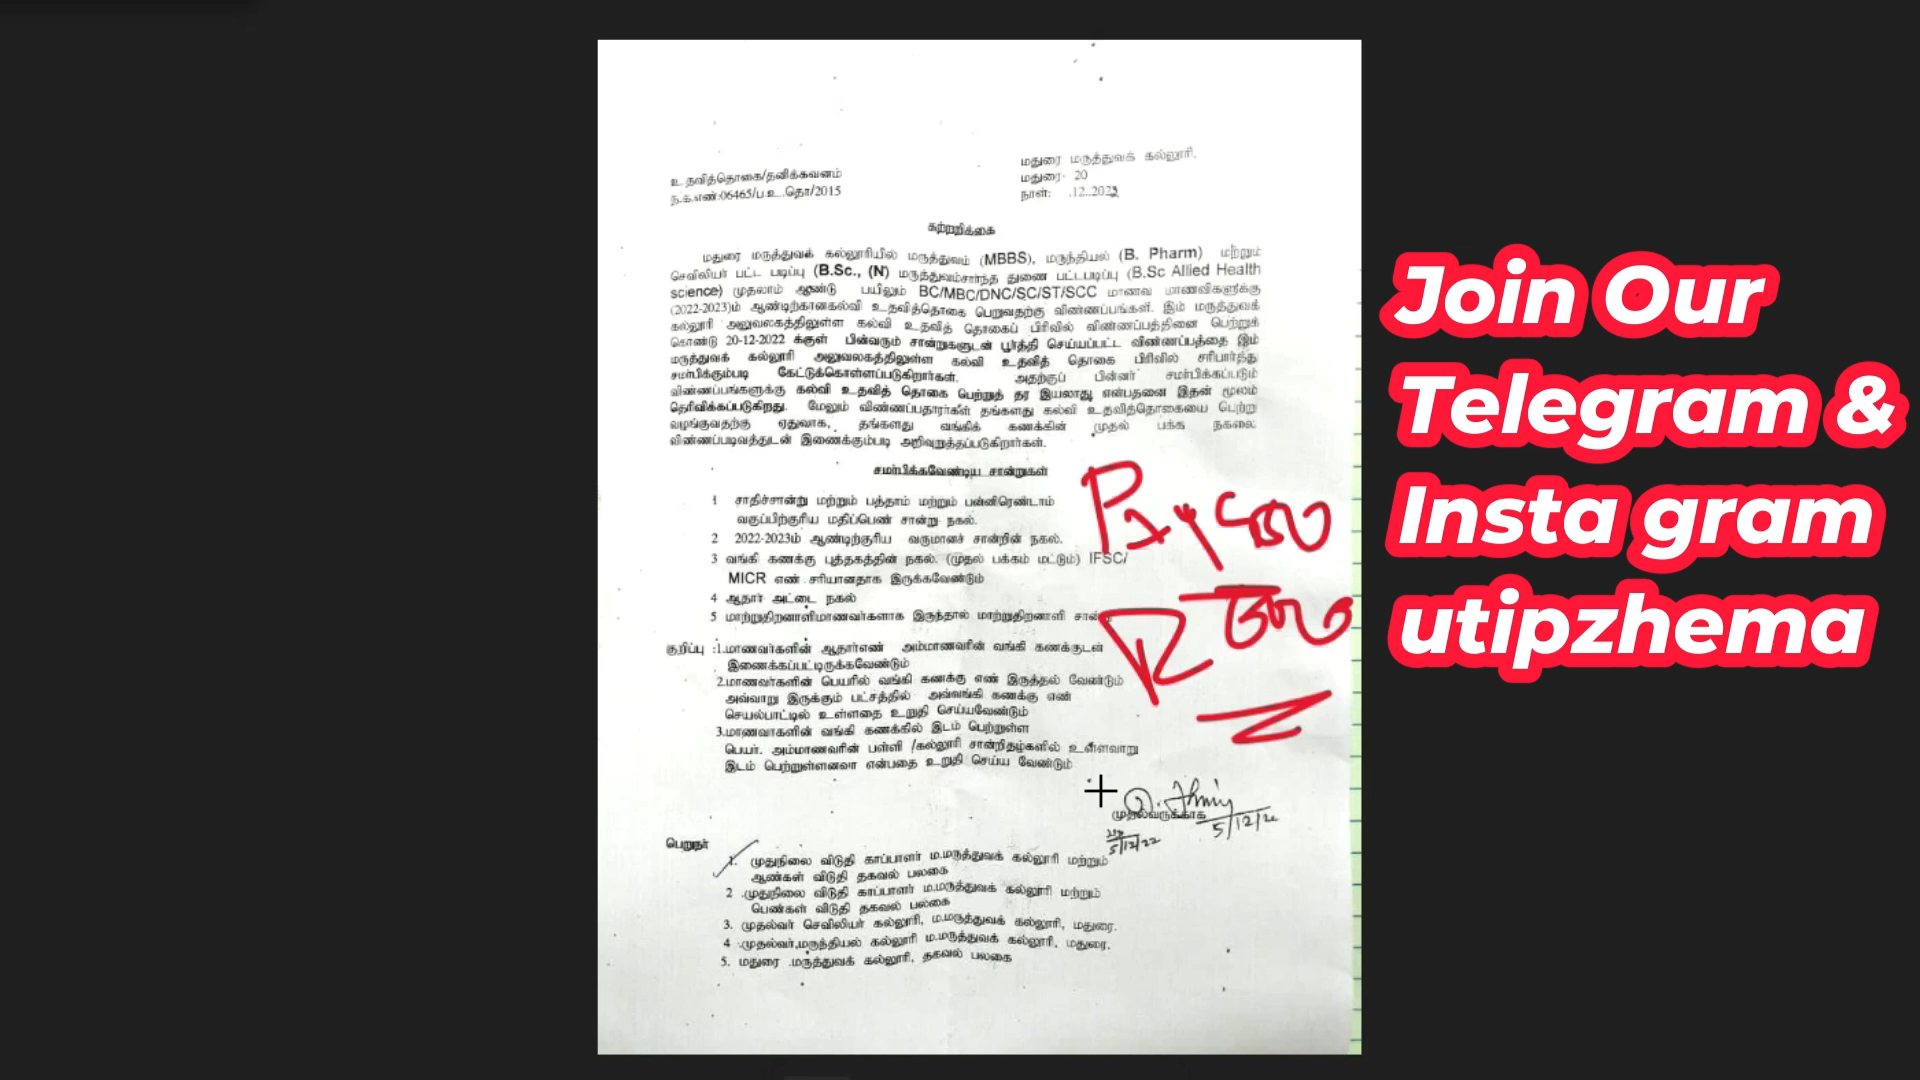 மதுரை மருத்துவக் கல்லூரி,
உதவித்தொகை/தனிக்கவனம்
மதுரை- 20
ந.க.எண்:06465/ப.உ.தொ/2015
நாள்: .12..2022
சுற்றறிக்கை
மதுரை மருத்துவக் கல்லூரியில் மருத்துவம் (MBBS), மருந்தியல் (B. Pharm) மற்றும்
செவிலியர் பட்ட படிப்பு (B.Sc., (N) மருத்துவம்சார்ந்த துணை பட்டபடிப்பு (B.Sc Allied Health
science) முதலாம் ஆண்டு பயிலும் BC/MBC/DNC/SC/ST/SCC மாணவ மாணவிகளுக்கு
(2022-2023)ம் ஆண்டிற்கானகல்வி உதவித்தொகை பெறுவதற்கு விண்ணப்பங்கள். இம் மருத்துவக்
கல்லூரி அலுவலகத்திலுள்ள கல்வி உதவித் தொகைப் பிரிவில் விண்ணப்பத்தினை பெற்றுக்
கொண்டு 20-12-2022 க்குள் பின்வரும் சான்றுகளுடன் பூர்த்தி செய்யப்பட்ட விண்ணப்பத்தை இம்
மருத்துவக் கல்லூரி அலுவலகத்திலுள்ள கல்வி உதவித் தொகை பிரிவில் சரிபார்த்து
சமர்பிக்கும்படி கேட்டுக்கொள்ளப்படுகிறார்கள். அதற்குப் பின்னர் சமர்பிக்கப்படும்
விண்ணப்பங்களுக்கு கல்வி உதவித் தொகை பெற்றுத் தர இயலாது என்பதனை இதன் மூலம்
தெரிவிக்கப்படுகிறது. மேலும் விண்ணப்பதாரர்கள் தங்களது கல்வி உதவித்தொகையை பெற்று
வழங்குவதற்கு ஏதுவாக, தங்களது வங்கித் கணக்கின் முதல் பக்க நகலை
விண்ணப்படிவத்துடன் இணைக்கும்படி அறிவுறுத்தப்படுகிறார்கள்.
சமர்பிக்கவேண்டிய சான்றுகள்
1 சாதிச்சான்று மற்றும் பத்தாம் மற்றும் பன்னிரெண்டாம்
வகுப்பிற்குரிய மதிப்பெண் சான்று நகல்.
2 2022-2023ம் ஆண்டிற்குரிய வருமானச் சான்றின் நகல்.
3 வங்கி கணக்கு புத்தகத்தின் நகல். (முதல் பக்கம் மட்டும்) IFSC/
MICR எண் சரியானதாக இருக்கவேண்டும்
4 ஆதார் அட்டை நகல்
5 மாற்றுதிறனாளிமாணவர்களாக இருந்தால் மாற்றுதிறனாளி
குறிப்பு :1.மாணவர்களின் ஆதார்எண் அம்மாணவரின் வங்கி கணக்குடன்
இணைக்கப்பட்டிருக்கவேண்டும்
2.மாணவர்களின் பெயரில் வங்கி கணக்கு எண் இருத்தல் வேண்டும்
அவ்வாறு இருக்கும் பட்சத்தில் அவ்வங்கி கணக்கு எண்
செயல்பாட்டில் உள்ளதை உறுதி செய்யவேண்டும்
3.மாணவர்களின் வங்கி கணக்கில் இடம் பெற்றுள்ள
பெயர். அம்மாணவரின் பள்ளி /கல்லூரி சான்றிதழ்களில் உள்ளவாறு
இடம் பெற்றுள்ளனவா என்பதை உறுதி செய்ய வேண்டும்
முதல்வருக்காக
5/12/22
5/12/22
பெறுநர்
1. முதுநிலை விடுதி காப்பாளர் ம.மருத்துவக் கல்லூரி மற்றும்
ஆண்கள் விடுதி தகவல் பலகை
2 .முதுநிலை விடுதி காப்பாளர் ம.மருத்துவக் கல்லூரி மற்றும்
பெண்கள் விடுதி தகவல் பலகை
3. முதல்வர் செவிலியர் கல்லூரி, ம.மருத்துவக் கல்லூரி, மதுரை.
4 .முதல்வர்,மருந்தியல் கல்லூரி ம.மருத்துவக் கல்லூரி, மதுரை.
5. மதுரை .மருத்துவக் கல்லூரி, தகவல் பலகை
Join Our
Telegram &
Insta gram
utipzhema